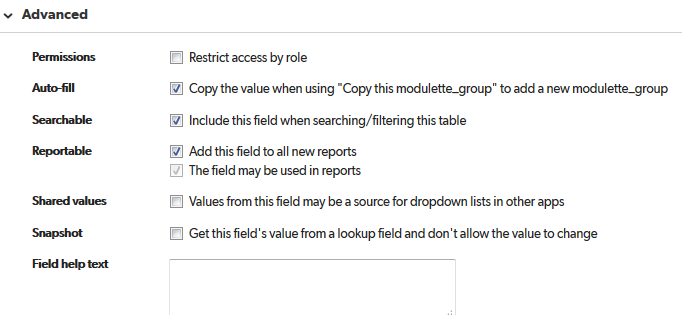 Advanced
Permissions Restrict access by role
Auto-fill Copy the value when using "Copy this modulette_group" to add a new modulette_group
Searchable Include this field when searching/filtering this table
Reportable Add this field to all new reports
The field may be used in reports
Shared values Values from this field may be a source for dropdown lists in other apps
Snapshot Get this field's value from a lookup field and don't allow the value to change
Field help text